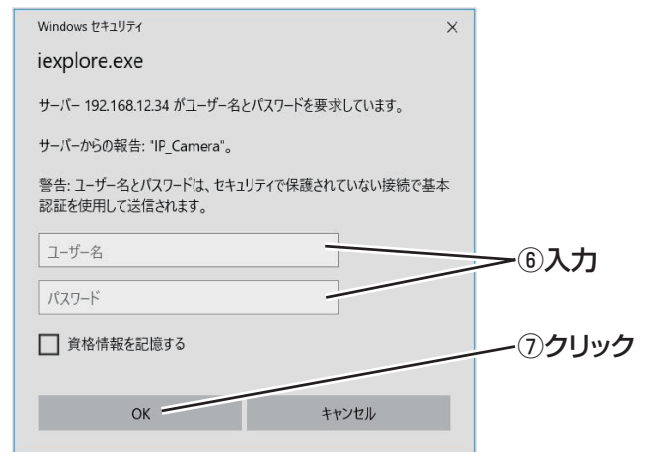 Windows セキュリティ
iexplore.exe
サーバー 192.168.12.34 がユーザー名とパスワードを要求しています。
サーバーからの報告: "IP_Camera"。
警告: ユーザー名とパスワードは、セキュリティで保護されていない接続で基本
認証を使用して送信されます。
ユーザー名
⑥入力
パスワード
資格情報を記憶する
⑦クリック
OK
キャンセル